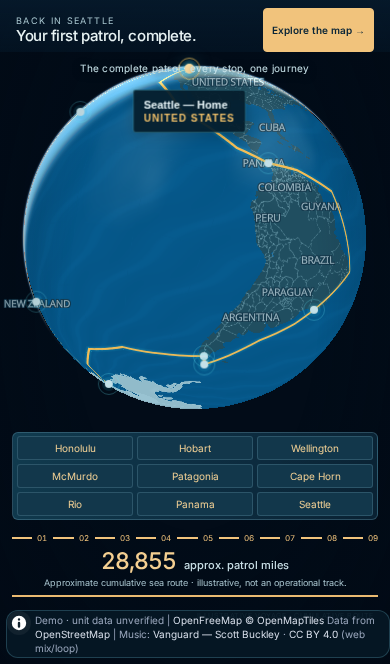 BACK IN SEATTLE
Your first patrol, complete.
Explore the map →
The complete patrol every stop, one journey
UNITED STATES
Seattle — Home
UNITED STATES
CUBA
PANAMA
COLOMBIA
GUYANA
PERU
BRAZIL
NEW ZEALAND
PARAGUAY
ARGENTINA
Honolulu Hobart Wellington
McMurdo Patagonia Cape Horn
Rio Panama Seattle
01 02 03 04 05 06 07 08 09
28,855 approx. patrol miles
Approximate cumulative sea route · illustrative, not an operational track.
Demo · unit data unverified | OpenFreeMap © OpenMapTiles Data from
OpenStreetMap | Music: Vanguard — Scott Buckley · CC BY 4.0 (web
mix/loop)